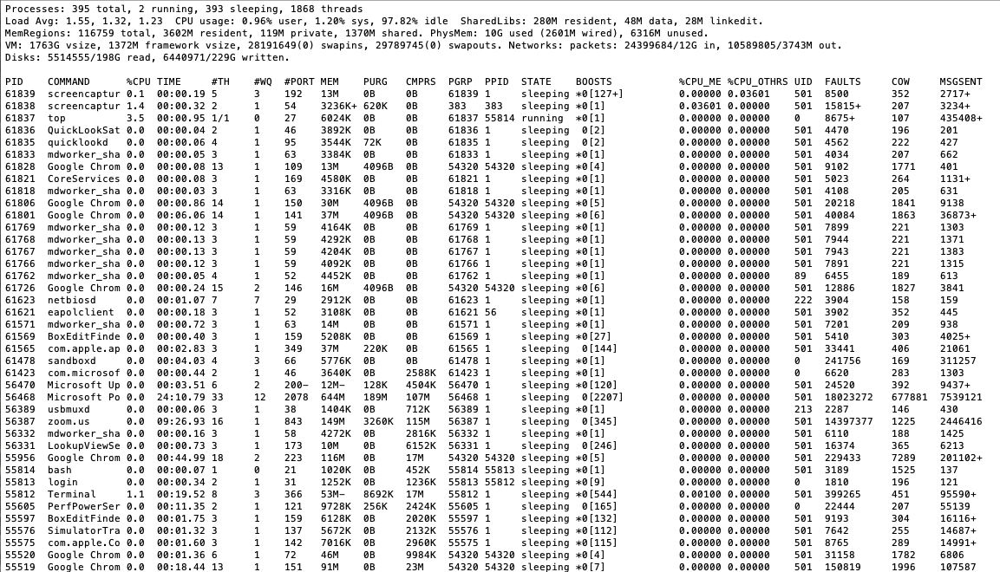 Processes: 395 total, 2 running, 393 sleeping, 1868 threads
Load Avg: 1.55, 1.32, 1.23  CPU usage: 0.96% user, 1.20% sys, 97.82% idle  SharedLibs: 280M resident, 48M data, 28M linkedit.
MemRegions: 116759 total, 3602M resident, 119M private, 1370M shared. PhysMem: 10G used (2601M wired), 6316M unused.
VM: 1763G vsize, 1372M framework vsize, 28191649(0) swapins, 29789745(0) swapouts. Networks: packets: 24399684/12G in, 10589805/3743M out.
Disks: 5514555/198G read, 6440971/229G written.
PID COMMAND %CPU TIME #TH #WQ #PORT MEM PURG CMPRS PGRP PPID STATE BOOSTS %CPU_ME %CPU_OTHRS UID FAULTS COW MSGSENT
61839 screencaptur 0.1 00:00.19 5 3 192 13M 0B 0B 61839 1 sleeping *0[127+] 0.00000 0.03601 501 8500 352 2717+
61838 screencaptur 1.4 00:00.32 2 1 54 3236K+ 620K 0B 383 383 sleeping *0[1] 0.03601 0.00000 501 15815+ 207 3234+
61837 top 3.5 00:00.95 1/1 0 27 6024K 0B 0B 61837 55814 running *0[1] 0.00000 0.00000 0 8675+ 107 435408+
61836 QuickLookSat 0.0 00:00.04 2 1 46 3892K 0B 0B 61836 1 sleeping 0[2] 0.00000 0.00000 501 4470 196 201
61835 quicklookd 0.0 00:00.06 4 1 95 3544K 72K 0B 61835 1 sleeping 0[2] 0.00000 0.00000 501 4562 222 427
61833 mdworker_sha 0.0 00:00.05 3 1 63 3384K 0B 0B 61833 1 sleeping *0[1] 0.00000 0.00000 501 4034 207 662
61828 Google Chrom 0.0 00:00.08 13 1 109 13M 4096B 0B 54320 54320 sleeping *0[4] 0.00000 0.00000 501 9102 1771 401
61821 CoreServices 0.0 00:00.08 3 1 169 4580K 0B 0B 61821 1 sleeping *0[1] 0.00000 0.00000 501 5023 264 1131+
61818 mdworker_sha 0.0 00:00.03 3 1 63 3316K 0B 0B 61818 1 sleeping *0[1] 0.00000 0.00000 501 4108 205 631
61806 Google Chrom 0.0 00:00.86 14 1 150 30M 4096B 0B 54320 54320 sleeping *0[5] 0.00000 0.00000 501 20218 1841 9138
61801 Google Chrom 0.0 00:06.06 14 1 141 37M 4096B 0B 54320 54320 sleeping *0[6] 0.00000 0.00000 501 40084 1863 36873+
61769 mdworker_sha 0.0 00:00.12 3 1 59 4164K 0B 0B 61769 1 sleeping *0[1] 0.00000 0.00000 501 7899 221 1303
61768 mdworker_sha 0.0 00:00.13 3 1 59 4292K 0B 0B 61768 1 sleeping *0[1] 0.00000 0.00000 501 7944 221 1371
61767 mdworker_sha 0.0 00:00.13 3 1 59 4204K 0B 0B 61767 1 sleeping *0[1] 0.00000 0.00000 501 7943 221 1383
61766 mdworker_sha 0.0 00:00.12 3 1 59 4092K 0B 0B 61766 1 sleeping *0[1] 0.00000 0.00000 501 7891 221 1315
61762 mdworker_sha 0.0 00:00.05 4 1 52 4452K 0B 0B 61762 1 sleeping *0[1] 0.00000 0.00000 89 6455 189 613
61726 Google Chrom 0.0 00:00.24 15 2 146 16M 4096B 0B 54320 54320 sleeping *0[6] 0.00000 0.00000 501 12886 1827 3841
61623 netbiosd 0.0 00:01.07 7 7 29 2912K 0B 0B 61623 1 sleeping *0[1] 0.00000 0.00000 222 3904 158 159
61621 eapolclient 0.0 00:00.18 3 1 52 3108K 0B 0B 61621 56 sleeping *0[1] 0.00000 0.00000 501 3902 352 445
61571 mdworker_sha 0.0 00:00.72 3 1 63 14M 0B 0B 61571 1 sleeping *0[1] 0.00000 0.00000 501 7201 209 938
61569 BoxEditFinde 0.0 00:00.40 3 1 159 5208K 0B 0B 61569 1 sleeping *0[27] 0.00000 0.00000 501 5410 303 4025+
61565 com.apple.ap 0.0 00:02.83 3 1 349 37M 220K 0B 61565 1 sleeping 0[144] 0.00000 0.00000 501 33441 406 21061
61478 sandboxd 0.0 00:04.03 4 3 66 5776K 0B 0B 61478 1 sleeping *0[1] 0.00000 0.00000 0 241756 169 311257
61423 com.microsof 0.0 00:00.44 2 1 46 3640K 0B 2588K 61423 1 sleeping *0[1] 0.00000 0.00000 0 6620 283 1303
56470 Microsoft Up 0.0 00:03.51 6 2 200- 12M- 128K 4504K 56470 1 sleeping *0[120] 0.00000 0.00000 501 24520 392 9437+
56468 Microsoft Po 0.0 24:10.79 33 12 2078 644M 189M 107M 56468 1 sleeping 0[2207] 0.00000 0.00000 501 18023272 677881 7539121
56389 usbmuxd 0.0 00:00.06 3 1 38 1404K 0B 712K 56389 1 sleeping *0[1] 0.00000 0.00000 213 2287 146 430
56387 zoom.us 0.0 09:26.93 16 1 843 149M 3260K 115M 56387 1 sleeping 0[345] 0.00000 0.00000 501 14397377 1225 2446416
56332 mdworker_sha 0.0 00:00.16 3 1 58 4272K 0B 2816K 56332 1 sleeping *0[1] 0.00000 0.00000 501 6110 188 1425
56331 LookupViewSe 0.0 00:00.73 3 1 173 10M 0B 6152K 56331 1 sleeping 0[246] 0.00000 0.00000 501 16374 365 6213
55956 Google Chrom 0.0 00:44.99 18 2 223 116M 0B 17M 54320 54320 sleeping *0[5] 0.00000 0.00000 501 229433 7289 201102+
55814 bash 0.0 00:00.07 1 0 21 1020K 0B 452K 55814 55813 sleeping *0[1] 0.00000 0.00000 501 3189 1525 137
55813 login 0.0 00:00.34 2 1 31 1252K 0B 1236K 55813 55812 sleeping *0[9] 0.00000 0.00000 0 1810 196 121
55812 Terminal 1.1 00:19.52 8 3 366 53M- 8692K 17M 55812 1 sleeping *0[544] 0.00100 0.00000 501 399265 451 95590+
55605 PerfPowerSer 0.0 00:11.35 2 1 121 9728K 256K 2424K 55605 1 sleeping 0[165] 0.00000 0.00000 0 22444 207 55139
55597 BoxEditFinde 0.0 00:01.75 3 1 159 6128K 0B 2020K 55597 1 sleeping *0[132] 0.00000 0.00000 501 9193 304 16116+
55576 SimulatorTra 0.0 00:01.32 3 1 137 5672K 0B 2132K 55576 1 sleeping *0[112] 0.00000 0.00000 501 7642 255 14687+
55575 com.apple.Co 0.0 00:01.60 3 1 142 7016K 0B 2960K 55575 1 sleeping *0[115] 0.00000 0.00000 501 8765 289 14991+
55520 Google Chrom 0.0 00:01.36 6 1 72 46M 0B 9984K 54320 54320 sleeping *0[4] 0.00000 0.00000 501 31158 1782 6806
55519 Google Chrom 0.0 00:18.44 13 1 151 91M 0B 23M 54320 54320 sleeping *0[7] 0.00000 0.00000 501 150819 1996 107587